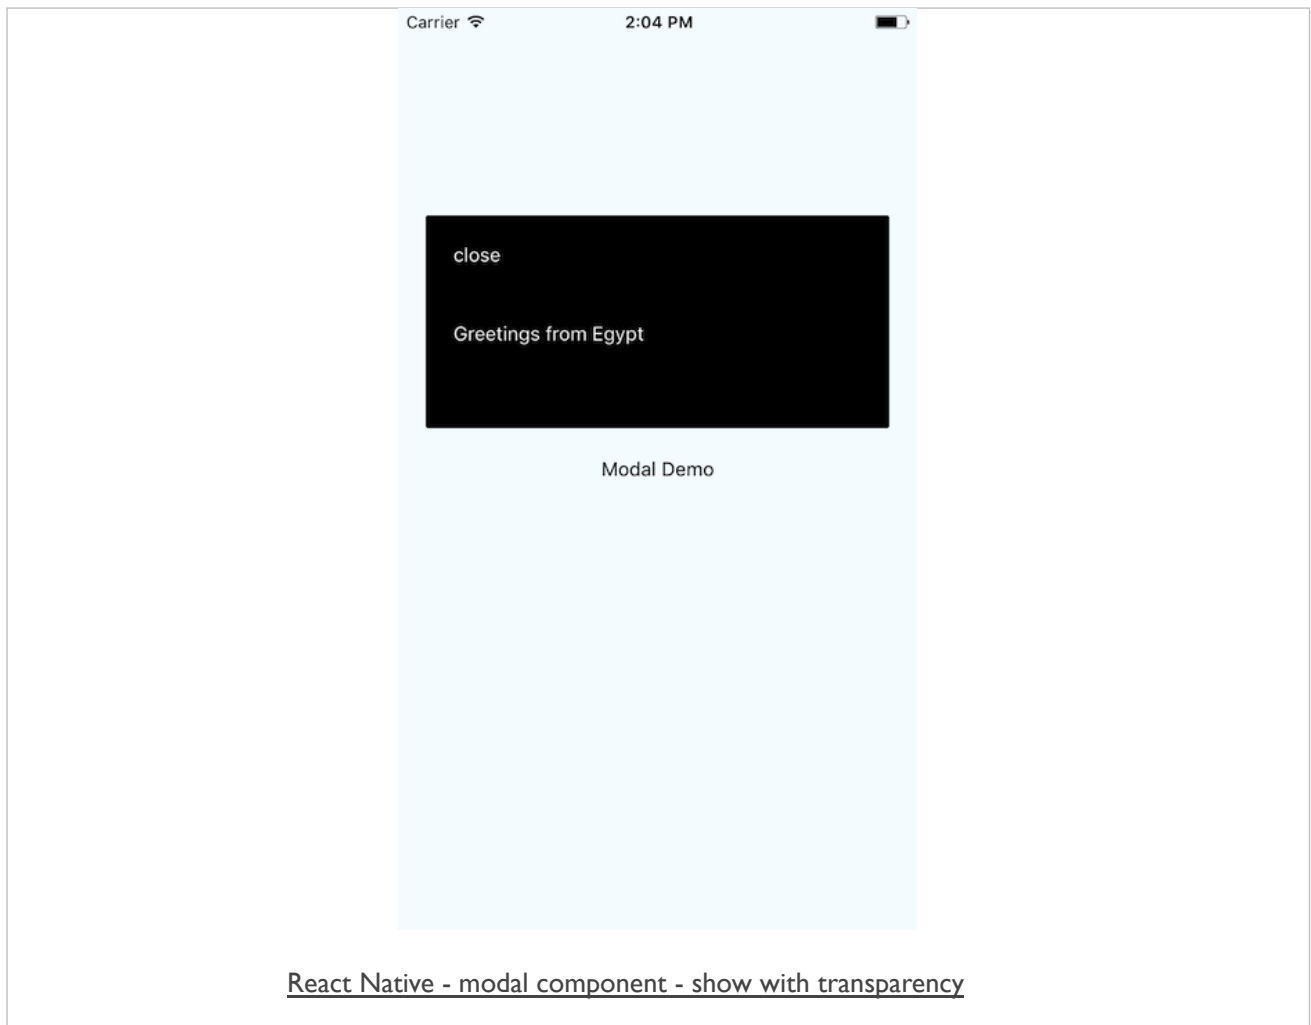 Carrier
2:04 PM
close
Greetings from Egypt
Modal Demo
React Native - modal component - show with transparency